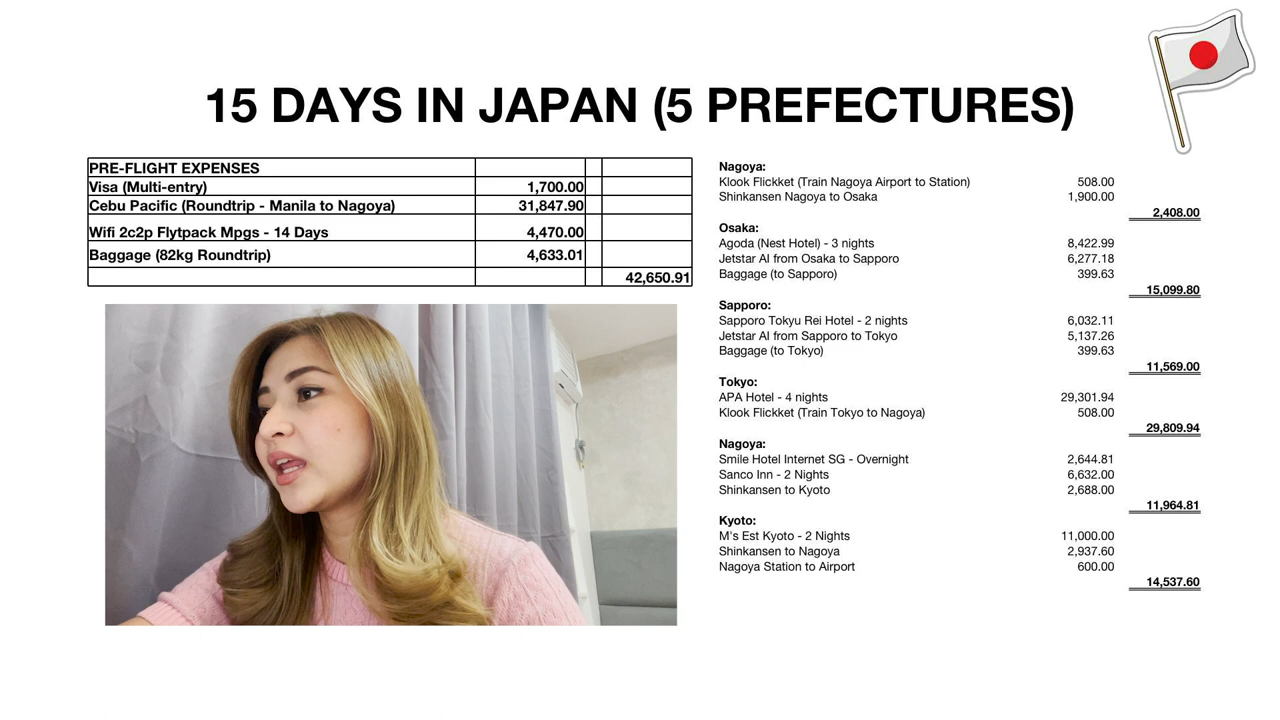 15 DAYS IN JAPAN (5 PREFECTURES)
PRE-FLIGHT EXPENSES
Visa (Multi-entry) 1,700.00
Cebu Pacific (Roundtrip - Manila to Nagoya) 31,847.90
Wifi 2c2p Flytpack Mpgs - 14 Days 4,470.00
Baggage (82kg Roundtrip) 4,633.01
42,650.91
Nagoya:
Klook Flickket (Train Nagoya Airport to Station) 508.00
Shinkansen Nagoya to Osaka 1,900.00
2,408.00
Osaka:
Agoda (Nest Hotel) - 3 nights 8,422.99
Jetstar AI from Osaka to Sapporo 6,277.18
Baggage (to Sapporo) 399.63
15,099.80
Sapporo:
Sapporo Tokyu Rei Hotel - 2 nights 6,032.11
Jetstar AI from Sapporo to Tokyo 5,137.26
Baggage (to Tokyo) 399.63
11,569.00
Tokyo:
APA Hotel - 4 nights 29,301.94
Klook Flickket (Train Tokyo to Nagoya) 508.00
29,809.94
Nagoya:
Smile Hotel Internet SG - Overnight 2,644.81
Sanco Inn - 2 Nights 6,632.00
Shinkansen to Kyoto 2,688.00
11,964.81
Kyoto:
M's Est Kyoto - 2 Nights 11,000.00
Shinkansen to Nagoya 2,937.60
Nagoya Station to Airport 600.00
14,537.60